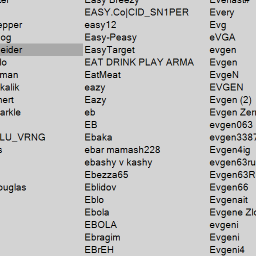 Easy Breezy
EASY.Co|CID_SN1PER Every
epper easy12 Evg
og Easy-Peasy eVGA
eider EasyTarget evgen
lo EAT DRINK PLAY ARMA Evgen
man EatMeat EvgeN
kalik eazy EVGEN
nert Eazy Evgen (2)
arkle eb Evgen Zer
EB evgen063
LU_VRNG Ebaka evgen3387
s ebar mamash228 Evgen4ig
ebashy v kashy evgen63ru
Ebezza65 Evgen63R
ouglas Eblidov Evgen66
Eblo Evgenait
Ebola Evgene Zlo
EBOLA evgeni
Ebragim Evgeni
EBrEH Evgeni4